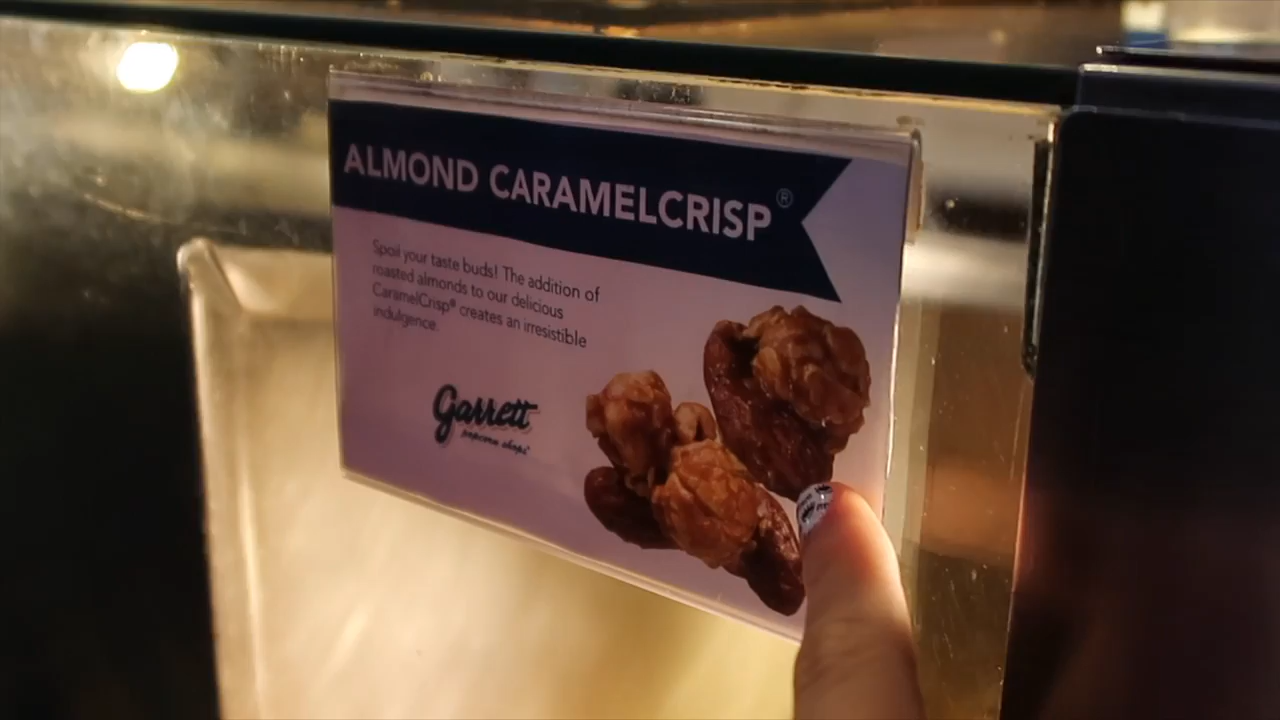 ALMOND CARAMELCRISP®
Spoil your taste buds! The addition of
roasted almonds to our delicious
CaramelCrisp® creates an irresistible
indulgence.
Garrett
popcorn shops®